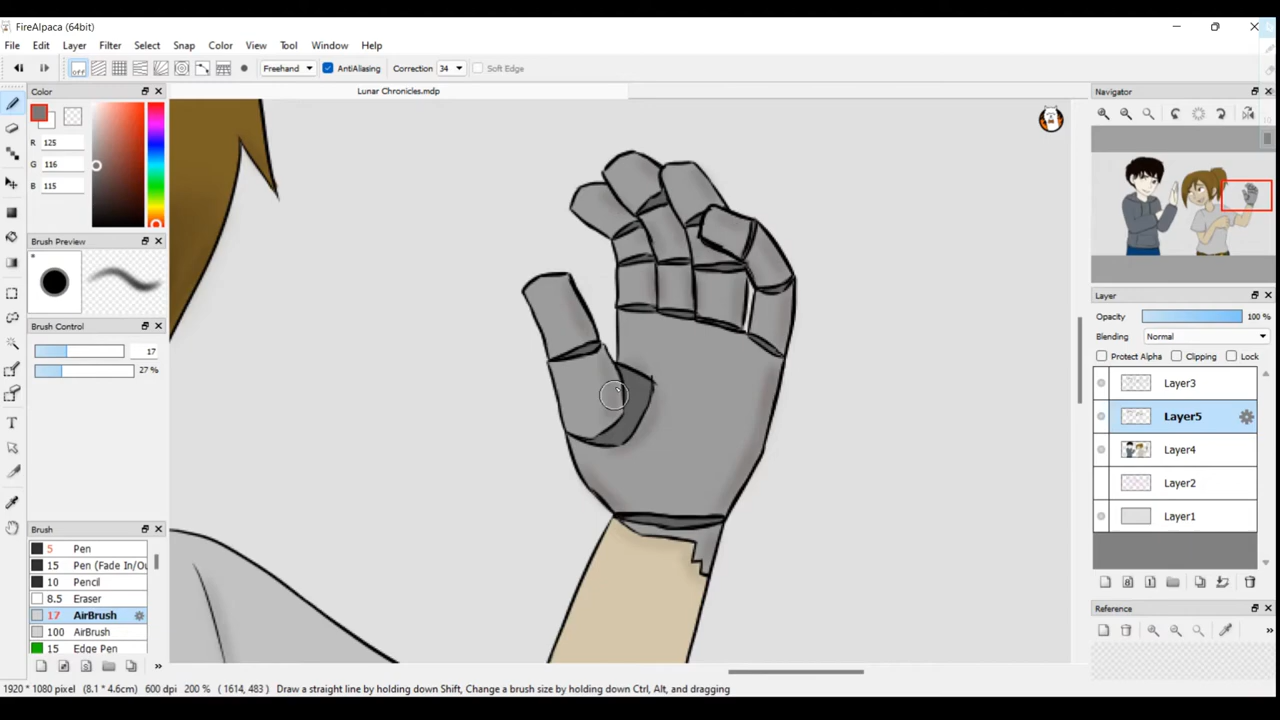 FireAlpaca (64bit)
File Edit Layer Filter Select Snap Color View Tool Window Help
off Freehand AntiAliasing Correction 34 Soft Edge
Color
Lunar Chronicles.mdp
Navigator
R 125
G 116
B 115
Brush Preview
Brush Control
17
27 %
Layer
Opacity 100 %
Blending Normal
Protect Alpha Clipping Lock
Layer3
Layer5
Layer4
Layer2
Layer1
Brush
5 Pen
15 Pen (Fade In/Ou
10 Pencil
8.5 Eraser
17 AirBrush
100 AirBrush
15 Edge Pen
Reference
1920 * 1080 pixel (8.1 * 4.6cm) 600 dpi 200 % ( 1614, 483 ) Draw a straight line by holding down Shift, Change a brush size by holding down Ctrl, Alt, and dragging